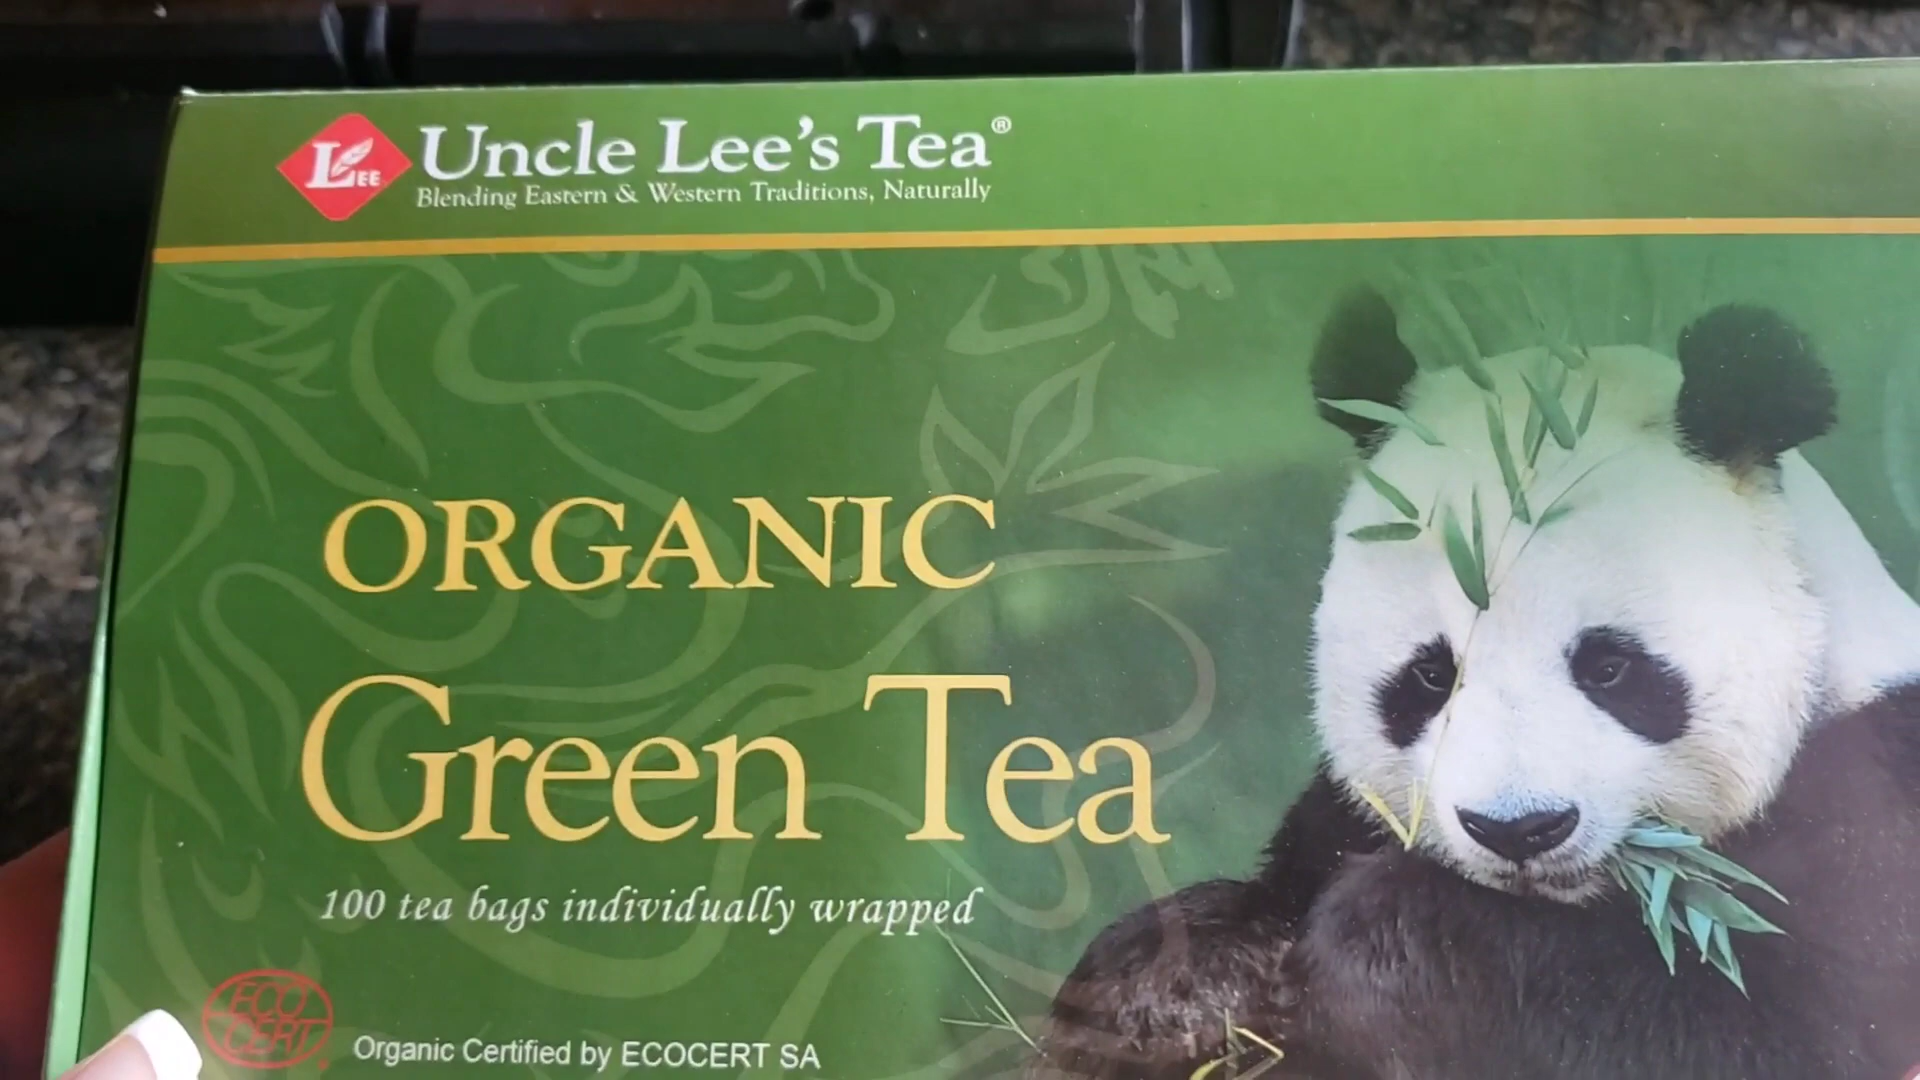 LEE
Uncle Lee's Tea®
Blending Eastern & Western Traditions, Naturally
ORGANIC
Green Tea
100 tea bags individually wrapped
ECO
CERT
Organic Certified by ECOCERT SA